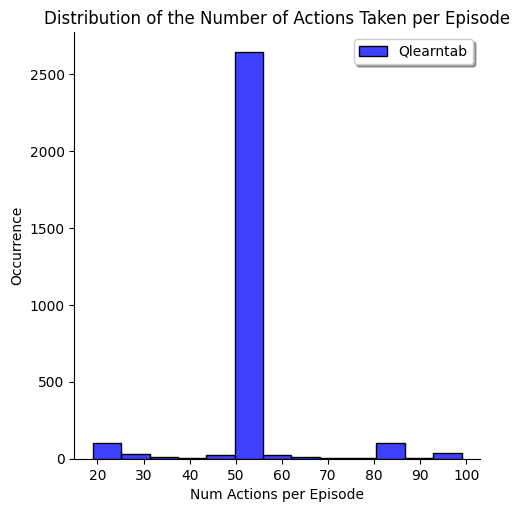 Distribution of the Number of Actions Taken per Episode
Qlearntab
2500
2000
1500
1000
500
0
Occurrence
20 30 40 50 60 70 80 90 100
Num Actions per Episode